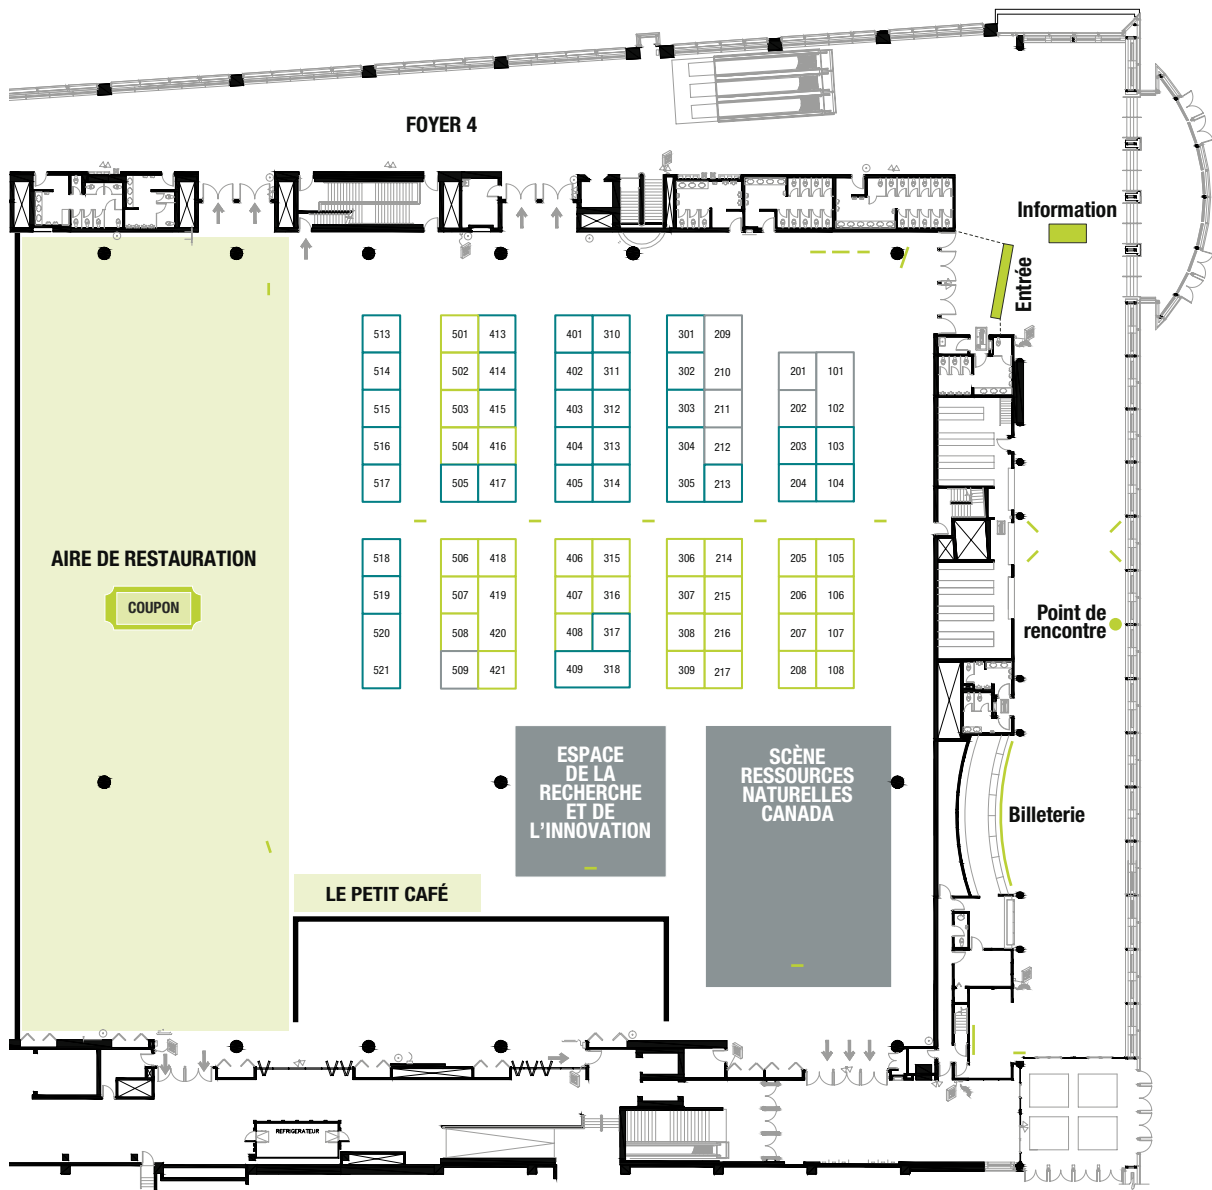 FOYER 4
Information
Entrée
513 501 413 401 310 301 209
514 502 414 402 311 302 210 201 101
515 503 415 403 312 303 211 202 102
516 504 416 404 313 304 212 203 103
517 505 417 405 314 305 213 204 104
AIRE DE RESTAURATION
COUPON
518 506 418 406 315 306 214 205 105
519 507 419 407 316 307 215 206 106
520 508 420 408 317 308 216 207 107
521 509 421 409 318 309 217 208 108
Point de
rencontre
ESPACE
DE LA
RECHERCHE
ET DE
L'INNOVATION
SCÈNE
RESSOURCES
NATURELLES
CANADA
Billeterie
LE PETIT CAFÉ
REFRIGERATEUR